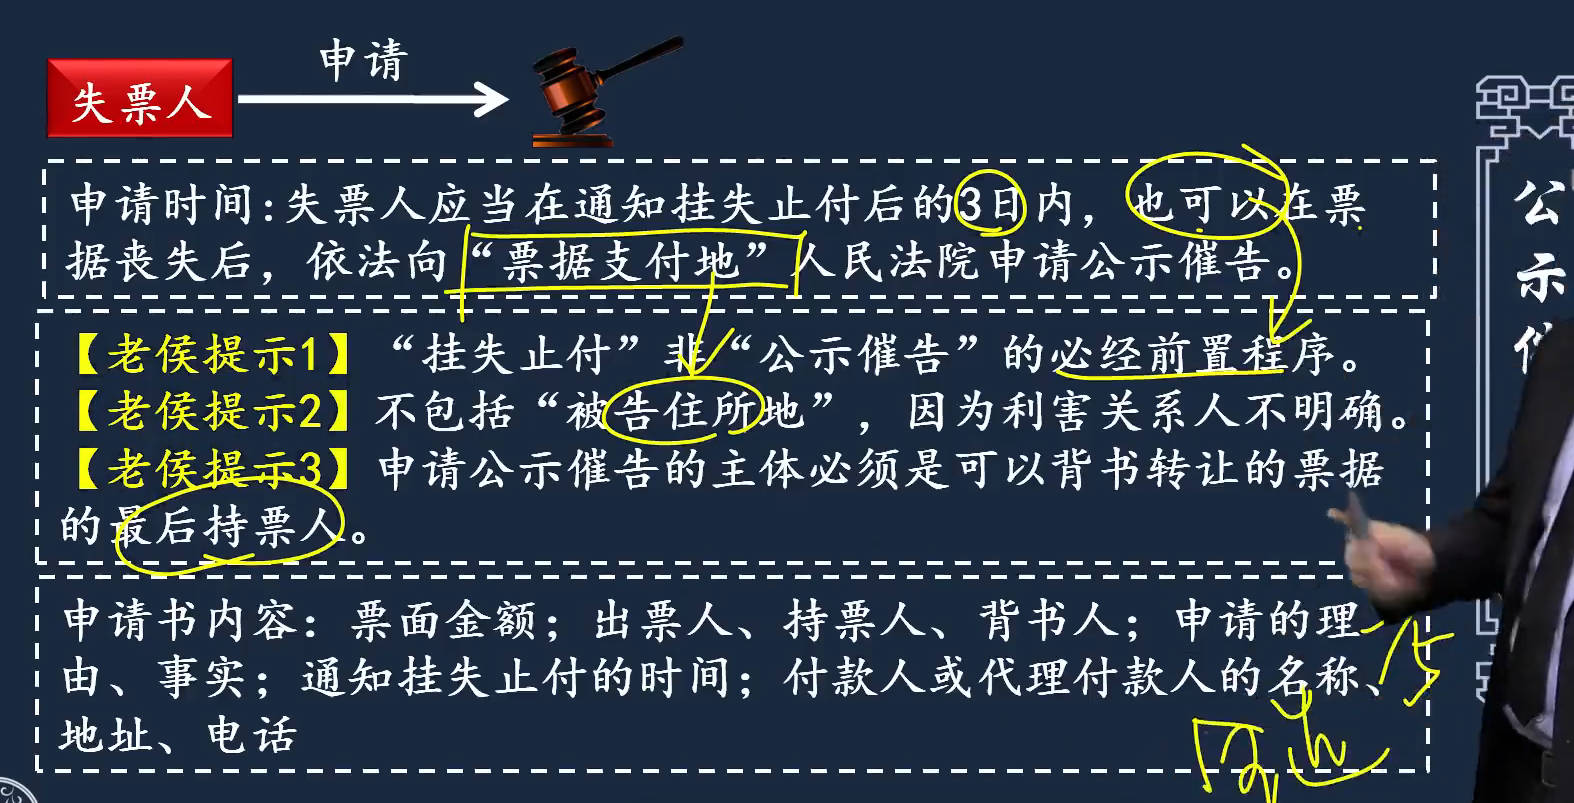 失票人
申请
申请时间:失票人应当在通知挂失止付后的3日内，也可以在票
据丧失后，依法向“票据支付地”人民法院申请公示催告。
【老侯提示1】“挂失止付”非“公示催告”的必经前置程序。
【老侯提示2】不包括“被告住所地”，因为利害关系人不明确。
【老侯提示3】申请公示催告的主体必须是可以背书转让的票据
的最后持票人。
申请书内容：票面金额；出票人、持票人、背书人；申请的理
由、事实；通知挂失止付的时间；付款人或代理付款人的名称、
地址、电话
公示